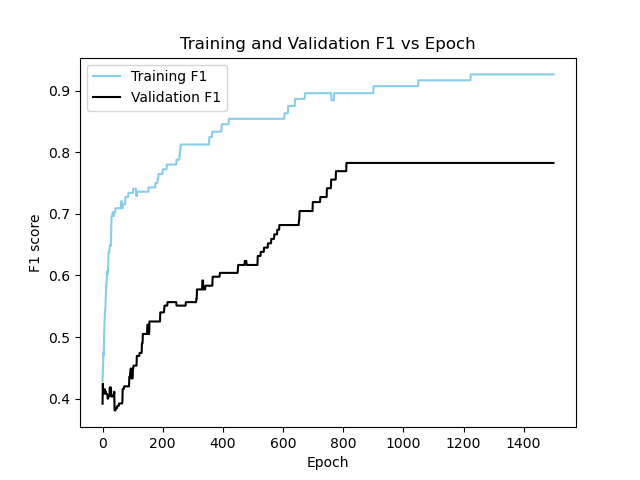 Training and Validation F1 vs Epoch
Training F1
Validation F1
F1 score
0.9
0.8
0.7
0.6
0.5
0.4
0 200 400 600 800 1000 1200 1400
Epoch